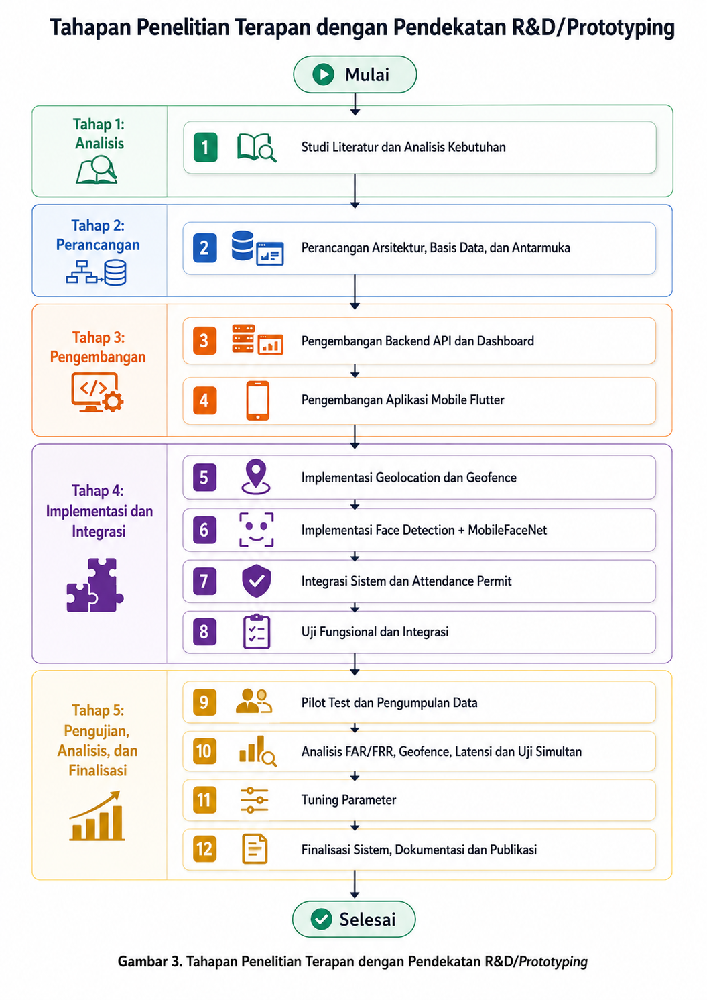 Tahapan Penelitian Terapan dengan Pendekatan R&D/Prototyping
Mulai
Tahap 1:
Analisis
1
Studi Literatur dan Analisis Kebutuhan
Tahap 2:
Perancangan
2
Perancangan Arsitektur, Basis Data, dan Antarmuka
Tahap 3:
Pengembangan
3
Pengembangan Backend API dan Dashboard
4
Pengembangan Aplikasi Mobile Flutter
Tahap 4:
Implementasi dan
Integrasi
5
Implementasi Geolocation dan Geofence
6
Implementasi Face Detection + MobileFaceNet
7
Integrasi Sistem dan Attendance Permit
8
Uji Fungsional dan Integrasi
Tahap 5:
Pengujian,
Analisis, dan
Finalisasi
9
Pilot Test dan Pengumpulan Data
10
Analisis FAR/FRR, Geofence, Latensi dan Uji Simultan
11
Tuning Parameter
12
Finalisasi Sistem, Dokumentasi dan Publikasi
Selesai
Gambar 3. Tahapan Penelitian Terapan dengan Pendekatan R&D/Prototyping